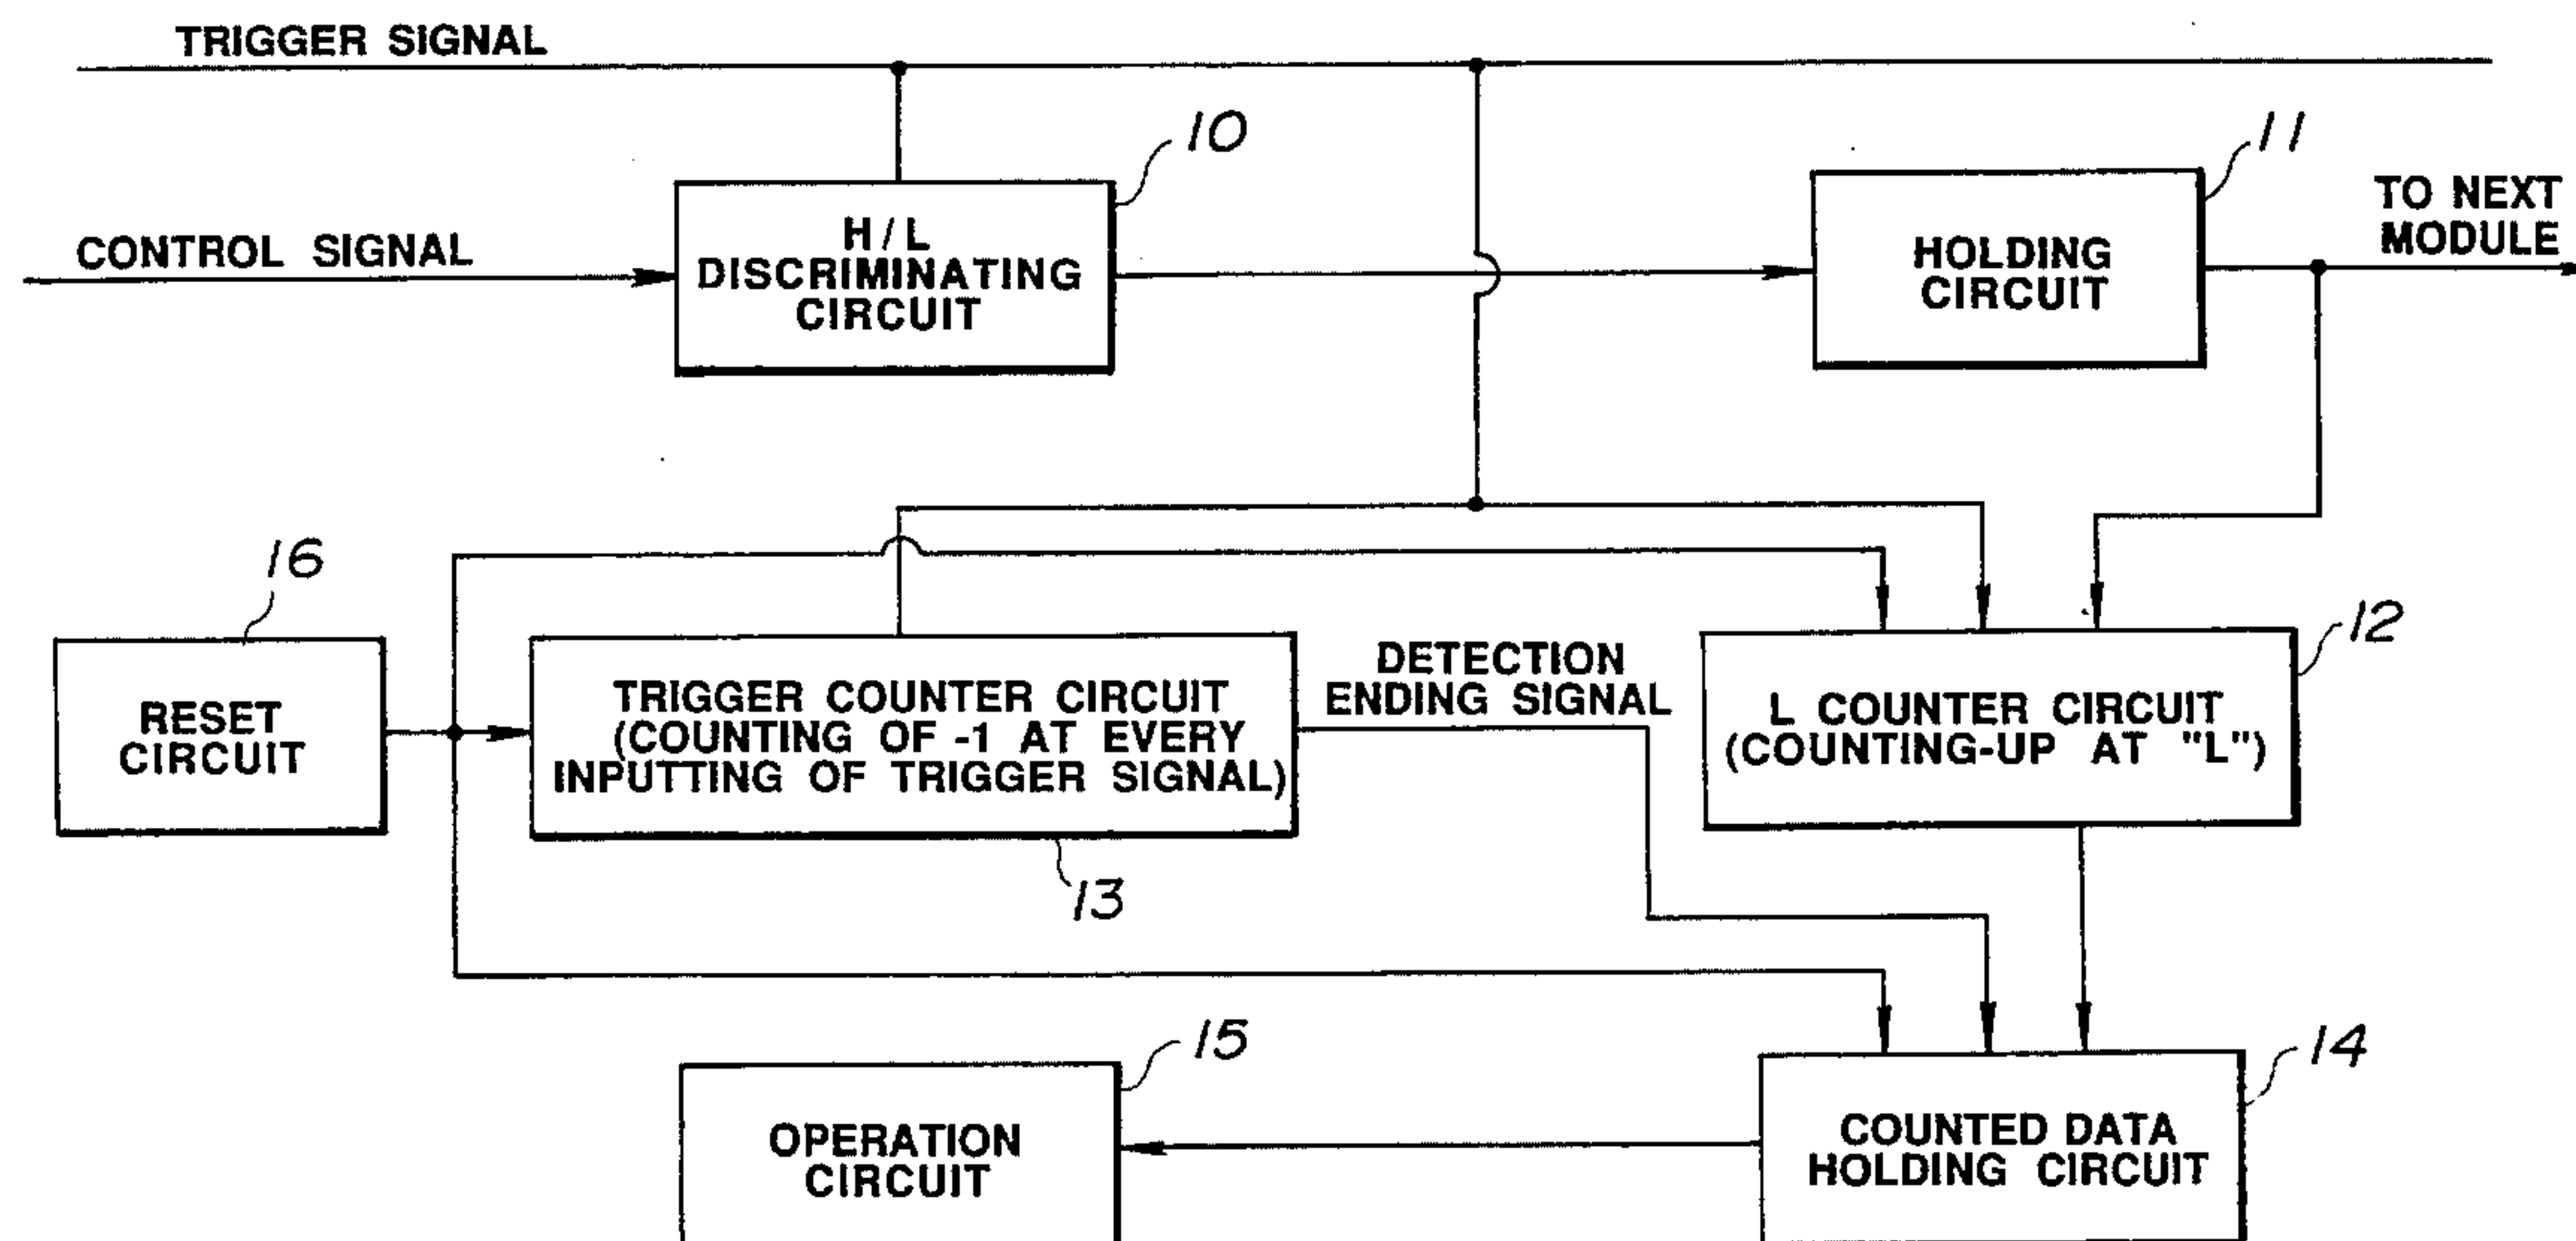 TRIGGER SIGNAL
10
11
TO NEXT
MODULE
CONTROL SIGNAL
H/L
DISCRIMINATING
CIRCUIT
HOLDING
CIRCUIT
16
12
RESET
CIRCUIT
TRIGGER COUNTER CIRCUIT
(COUNTING OF -1 AT EVERY
INPUTTING OF TRIGGER SIGNAL)
DETECTION
ENDING SIGNAL
L COUNTER CIRCUIT
(COUNTING-UP AT "L")
13
15
14
OPERATION
CIRCUIT
COUNTED DATA
HOLDING CIRCUIT